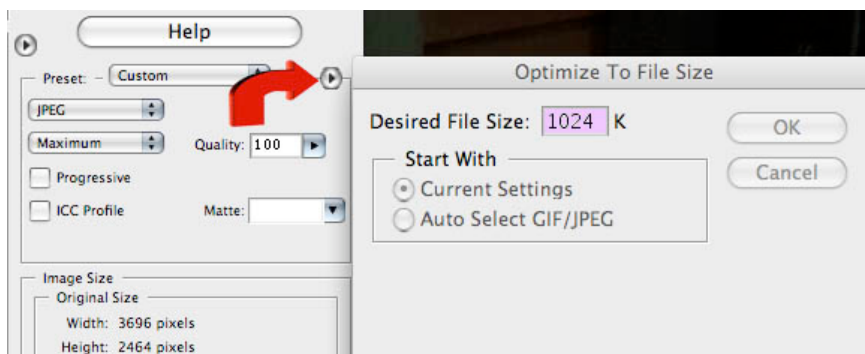 Help
Preset: - Custom
JPEG
Maximum
Quality: 100
Progressive
ICC Profile
Matte:
Image Size
Original Size
Width: 3696 pixels
Height: 2464 pixels
Optimize To File Size
Desired File Size: 1024 K
OK
Start With
Cancel
Current Settings
Auto Select GIF/JPEG